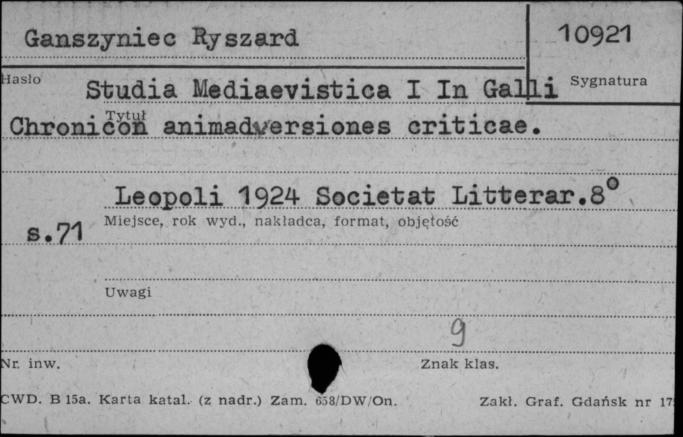 Ganszyniec Ryszard
10921
Hasło
Studia Mediaevistica I In Galli
Sygnatura
Tytuł
Chronicon animadversiones criticae.
Leopoli 1924 Societat Litterar.8°
Miejsce, rok wyd., nakładca, format, objętość
s.71
Uwagi
9
Nr. inw.
Znak klas.
CWD. B 15a. Karta katal. (z nadr.) Zam. 658/DW/On.
Zakł. Graf. Gdańsk nr